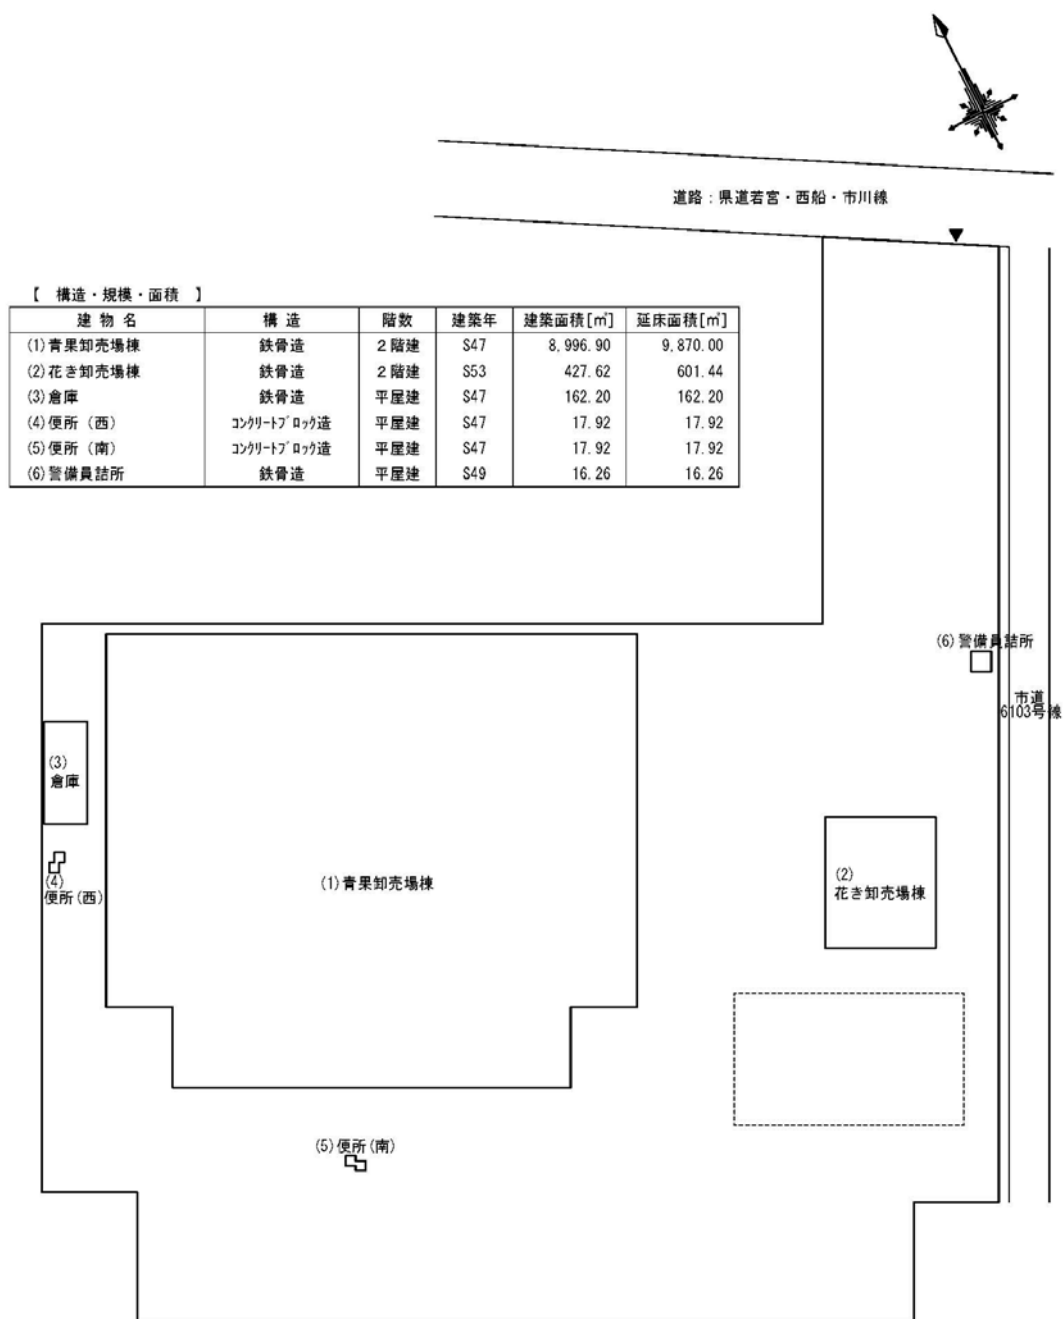 道路：県道若宮・西船・市川線
【 構造・規模・面積 】
建物名 構造 階数 建築年 建築面積[㎡] 延床面積[㎡]
(1)青果卸売場棟 鉄骨造 2階建 S47 8,996.90 9,870.00
(2)花き卸売場棟 鉄骨造 2階建 S53 427.62 601.44
(3)倉庫 鉄骨造 平屋建 S47 162.20 162.20
(4)便所（西） コンクリートブロック造 平屋建 S47 17.92 17.92
(5)便所（南） コンクリートブロック造 平屋建 S47 17.92 17.92
(6)警備員詰所 鉄骨造 平屋建 S49 16.26 16.26
(6)警備員詰所
市道
6103号線
(3)
倉庫
(4)
便所(西)
(1)青果卸売場棟
(2)
花き卸売場棟
(5)便所(南)